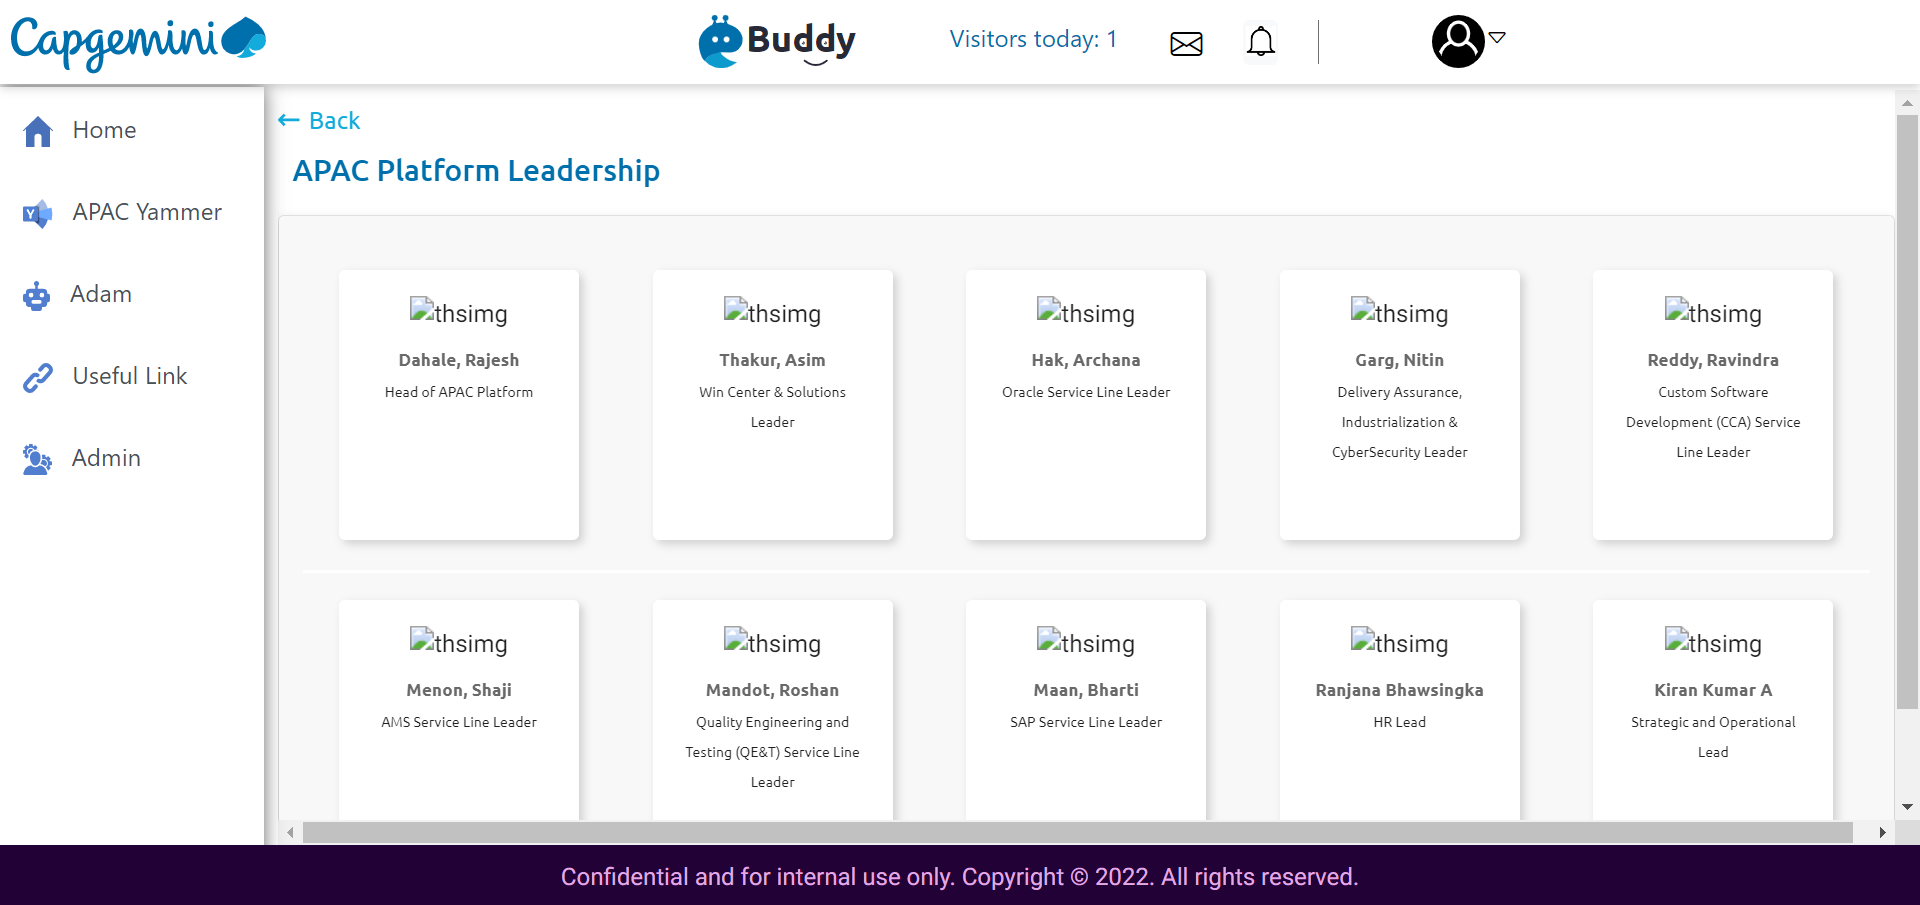 Capgemini
Buddy
Visitors today: 1
Home
APAC Yammer
Adam
Useful Link
Admin
← Back
APAC Platform Leadership
thsimg
Dahale, Rajesh
Head of APAC Platform
thsimg
Thakur, Asim
Win Center & Solutions
Leader
thsimg
Hak, Archana
Oracle Service Line Leader
thsimg
Garg, Nitin
Delivery Assurance,
Industrialization &
CyberSecurity Leader
thsimg
Reddy, Ravindra
Custom Software
Development (CCA) Service
Line Leader
thsimg
Menon, Shaji
AMS Service Line Leader
thsimg
Mandot, Roshan
Quality Engineering and
Testing (QE&T) Service Line
Leader
thsimg
Maan, Bharti
SAP Service Line Leader
thsimg
Ranjana Bhawsingka
HR Lead
thsimg
Kiran Kumar A
Strategic and Operational
Lead
Confidential and for internal use only. Copyright © 2022. All rights reserved.